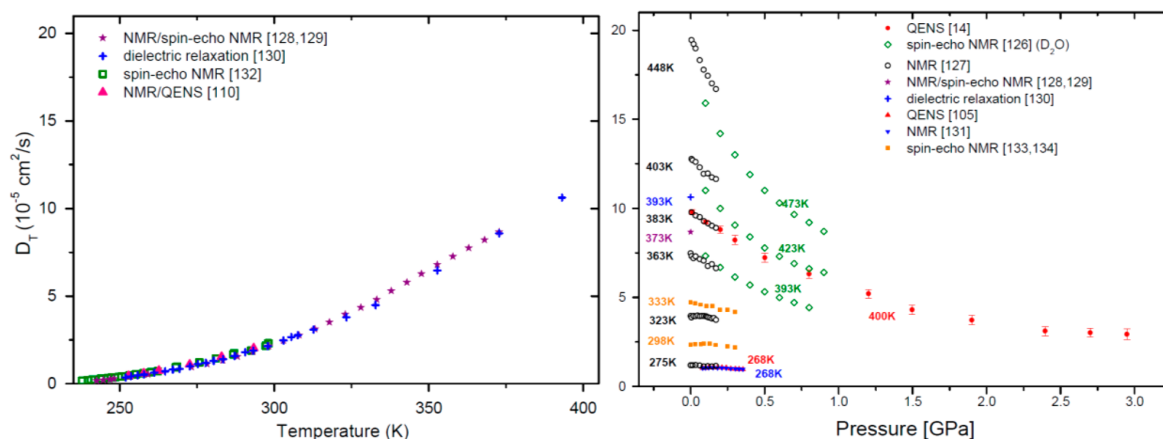 20
15
10
5
0
D_T (10^-5 cm^2/s)
NMR/spin-echo NMR [128,129]
dielectric relaxation [130]
spin-echo NMR [132]
NMR/QENS [110]
250
300
350
400
Temperature (K)
20
15
10
5
0
QENS [14]
spin-echo NMR [126] (D₂O)
NMR [127]
NMR/spin-echo NMR [128,129]
dielectric relaxation [130]
QENS [105]
NMR [131]
spin-echo NMR [133,134]
448K
403K
393K
383K
373K
363K
333K
323K
298K
275K
473K
423K
393K
400K
268K
268K
0.0
0.5
1.0
1.5
2.0
2.5
3.0
Pressure [GPa]